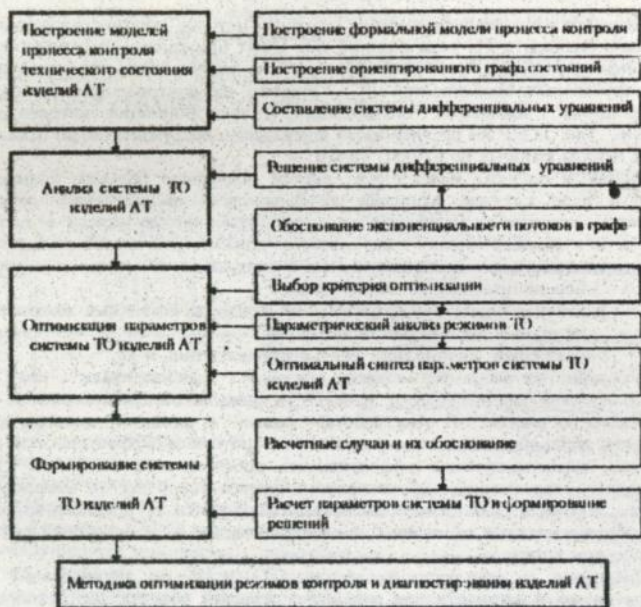 Построение моделей
процесса контроля
технического состояния
изделий АТ
Построение формальной модели процесса контроля
Построение ориентированного графа состояний
Составление системы дифференциальных уравнений
Анализ системы ТО
изделий АТ
Решение системы дифференциальных уравнений
Обоснование экспоненциальности потоков в графе
Оптимизация параметров
системы ТО изделий АТ
Выбор критерия оптимизации
Параметрический анализ режимов ТО
Оптимальный синтез параметров системы ТО
изделий АТ
Формирование системы
ТО изделий АТ
Расчетные случаи и их обоснование
Расчет параметров системы ТО и формирование
решений
Методика оптимизации режимов контроля и диагностирования изделий АТ